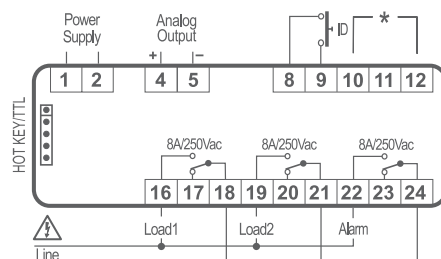 Power
Supply
Analog
Output
+ −
ID
*
1 2 4 5 8 9 10 11 12
HOT KEY/TTL
8A/250Vac 8A/250Vac 8A/250Vac
16 17 18 19 20 21 22 23 24
Load1 Load2 Alarm
Line